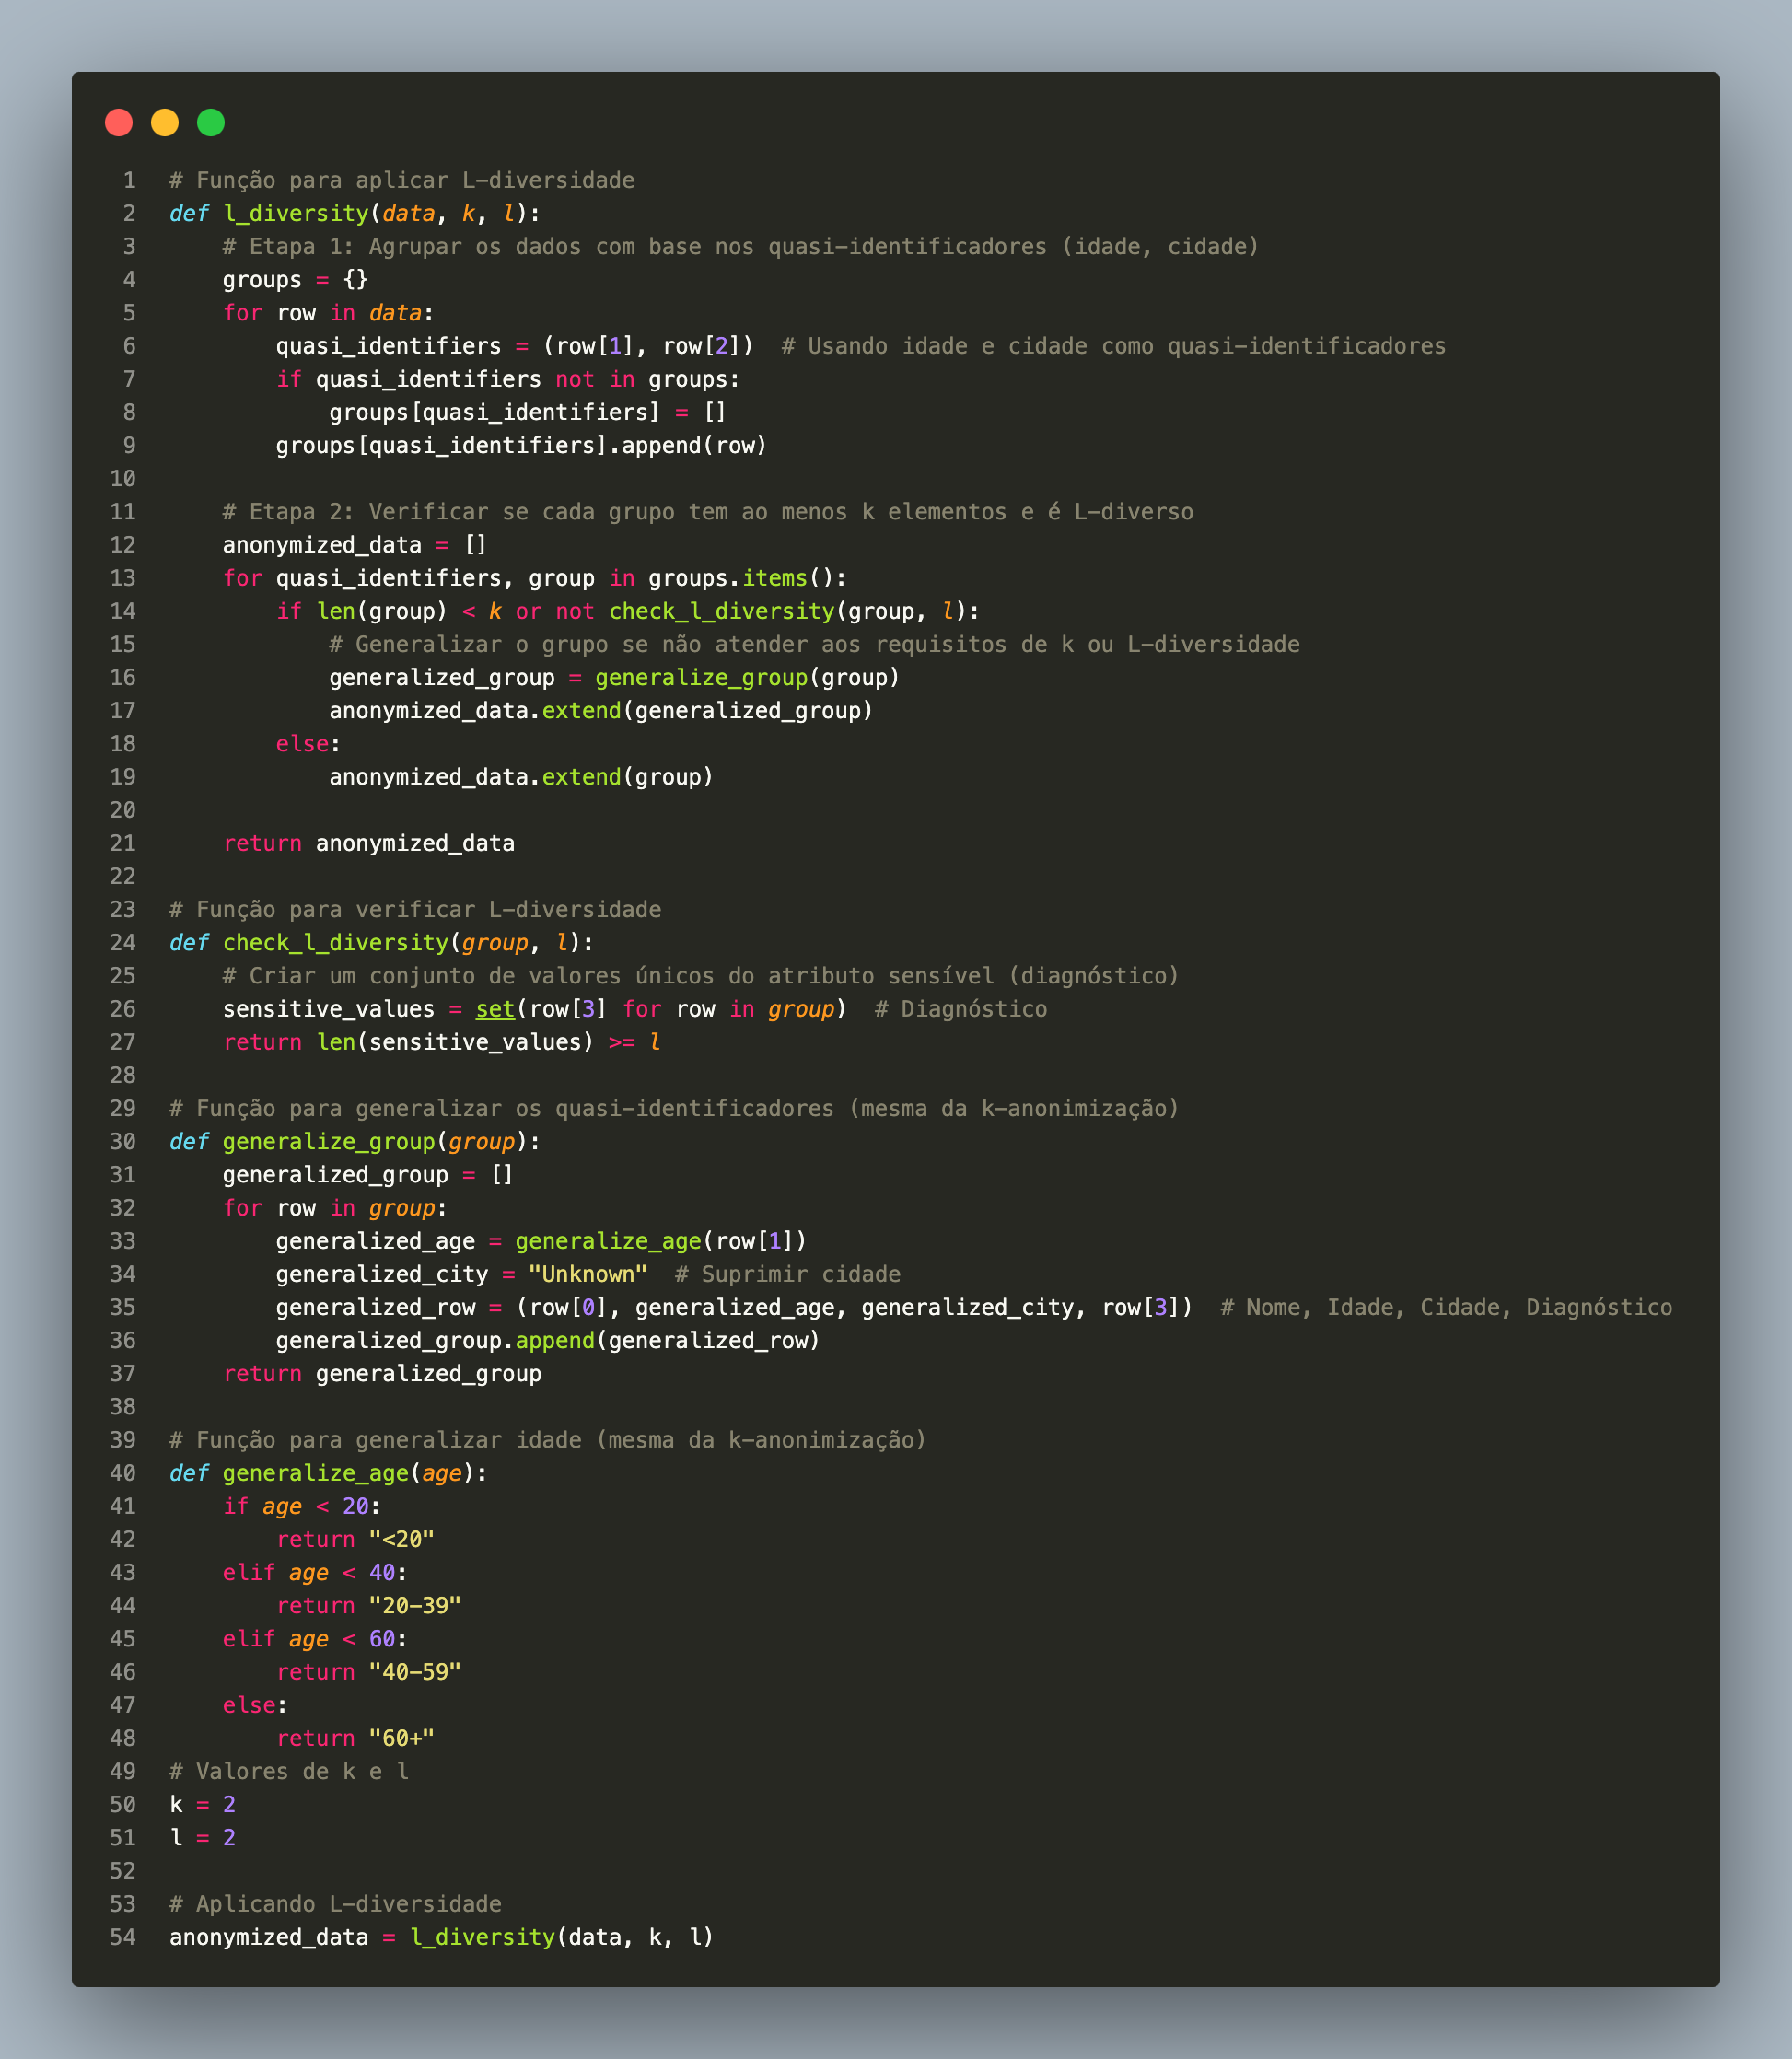 1 # Função para aplicar L-diversidade
2 def l_diversity(data, k, l):
3     # Etapa 1: Agrupar os dados com base nos quasi-identificadores (idade, cidade)
4     groups = {}
5     for row in data:
6         quasi_identifiers = (row[1], row[2])  # Usando idade e cidade como quasi-identificadores
7         if quasi_identifiers not in groups:
8             groups[quasi_identifiers] = []
9         groups[quasi_identifiers].append(row)
10
11     # Etapa 2: Verificar se cada grupo tem ao menos k elementos e é L-diverso
12     anonymized_data = []
13     for quasi_identifiers, group in groups.items():
14         if len(group) < k or not check_l_diversity(group, l):
15             # Generalizar o grupo se não atender aos requisitos de k ou L-diversidade
16             generalized_group = generalize_group(group)
17             anonymized_data.extend(generalized_group)
18         else:
19             anonymized_data.extend(group)
20
21     return anonymized_data
22
23 # Função para verificar L-diversidade
24 def check_l_diversity(group, l):
25     # Criar um conjunto de valores únicos do atributo sensível (diagnóstico)
26     sensitive_values = set(row[3] for row in group)  # Diagnóstico
27     return len(sensitive_values) >= l
28
29 # Função para generalizar os quasi-identificadores (mesma da k-anonimização)
30 def generalize_group(group):
31     generalized_group = []
32     for row in group:
33         generalized_age = generalize_age(row[1])
34         generalized_city = "Unknown"  # Suprimir cidade
35         generalized_row = (row[0], generalized_age, generalized_city, row[3])  # Nome, Idade, Cidade, Diagnóstico
36         generalized_group.append(generalized_row)
37     return generalized_group
38
39 # Função para generalizar idade (mesma da k-anonimização)
40 def generalize_age(age):
41     if age < 20:
42         return "<20"
43     elif age < 40:
44         return "20-39"
45     elif age < 60:
46         return "40-59"
47     else:
48         return "60+"
49 # Valores de k e l
50 k = 2
51 l = 2
52
53 # Aplicando L-diversidade
54 anonymized_data = l_diversity(data, k, l)